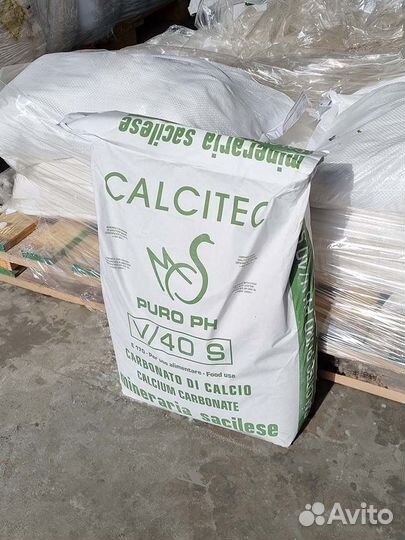 mineraria sacilese
CALCITEC
PURO PH
V/40 S
E 170 - Per uso alimentare - Food use
CARBONATO DI CALCIO
CALCIUM CARBONATE
mineraria sacilese
Avito